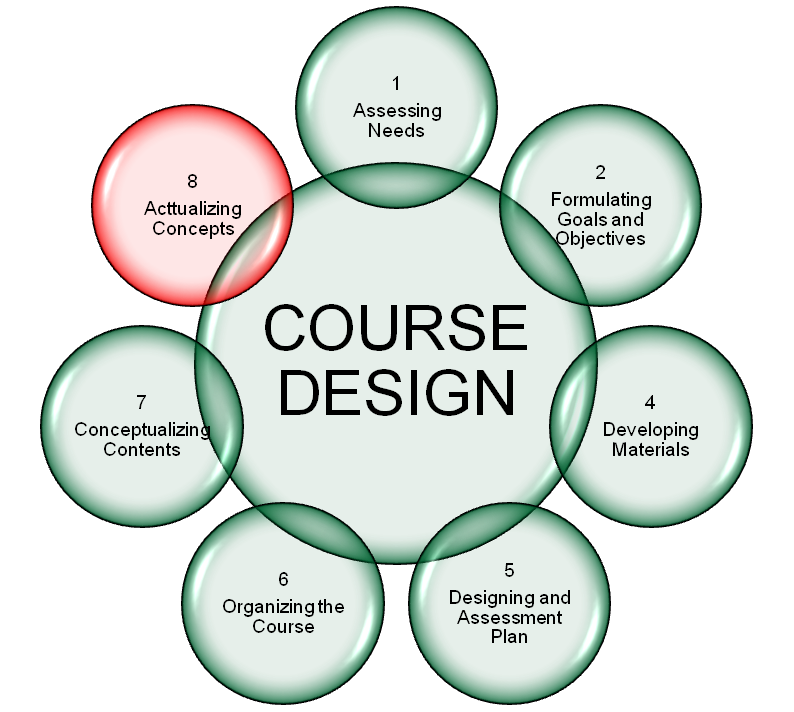 1
Assessing
Needs
2
Formulating
Goals and
Objectives
8
Acttualizing
Concepts
COURSE
DESIGN
7
Conceptualizing
Contents
4
Developing
Materials
6
Organizing the
Course
5
Designing and
Assessment
Plan